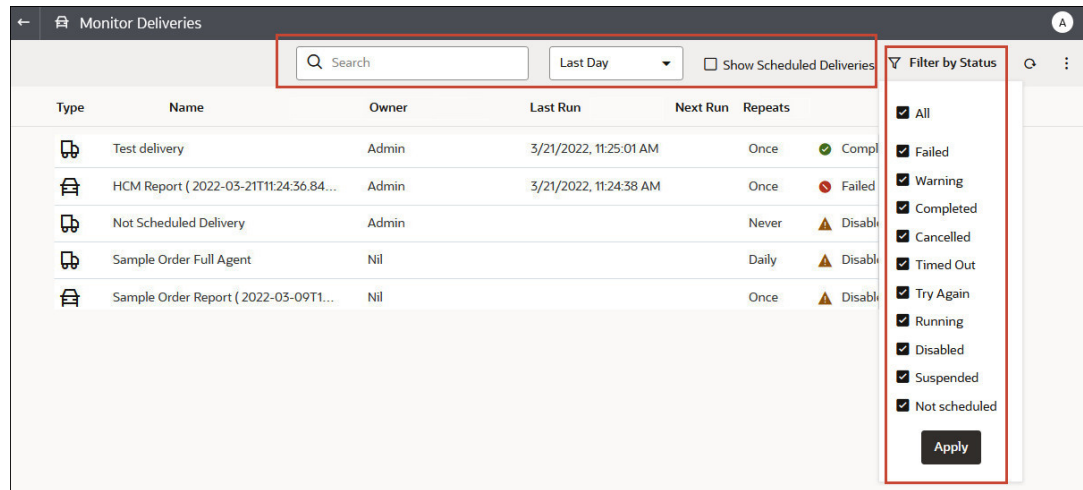 Monitor Deliveries A
Search Last Day Show Scheduled Deliveries Filter by Status
Type Name Owner Last Run Next Run Repeats
All
Test delivery Admin 3/21/2022, 11:25:01 AM Once Compl
Failed
HCM Report ( 2022-03-21T11:24:36.84... Admin 3/21/2022, 11:24:38 AM Once Failed
Warning
Completed
Not Scheduled Delivery Admin Never Disabl
Cancelled
Sample Order Full Agent Nil Daily Disabl
Timed Out
Try Again
Sample Order Report ( 2022-03-09T1... Nil Once Disabl
Running
Disabled
Suspended
Not scheduled
Apply